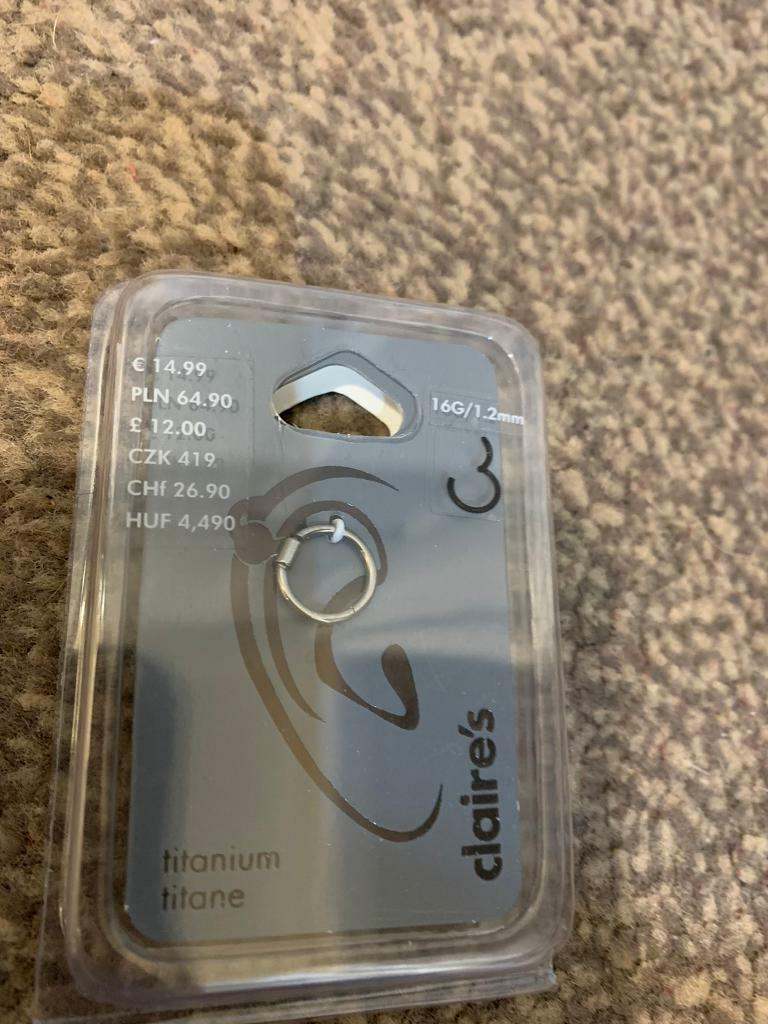 € 14.99
PLN 64.90
£ 12.00
CZK 419
CHf 26.90
HUF 4,490
16G/1.2mm
claire's
titanium
titane